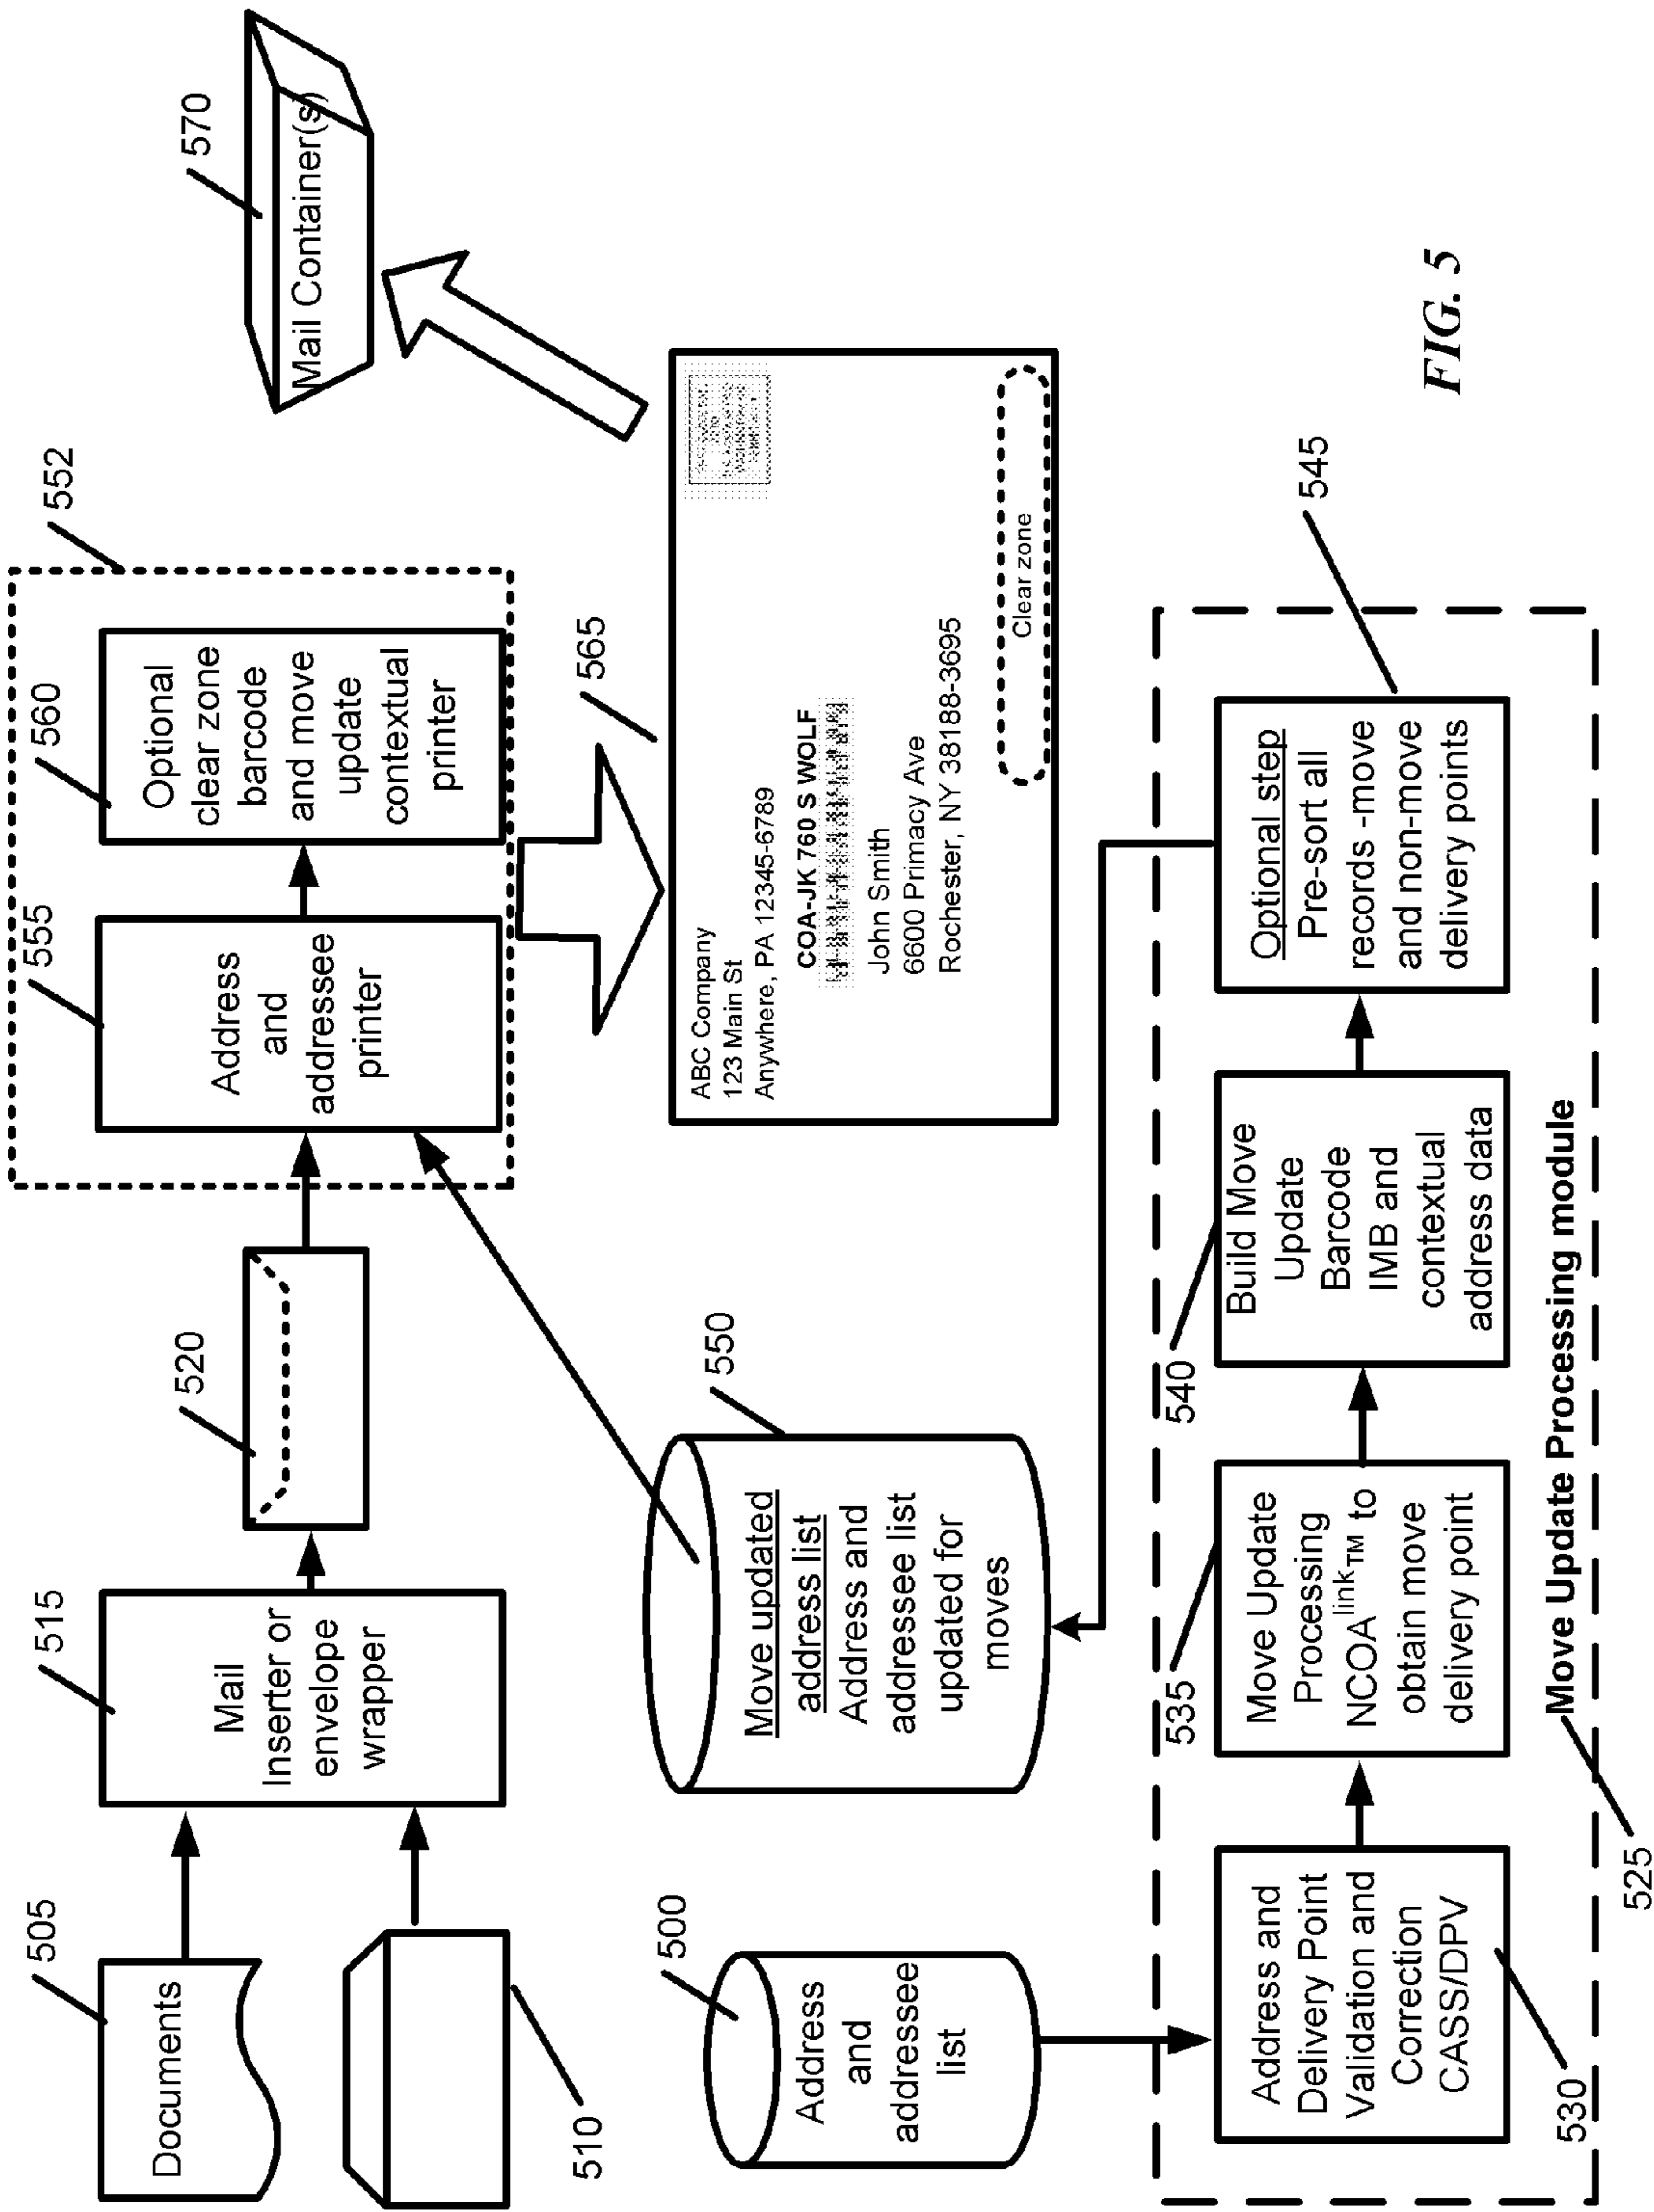 505
Documents
510
515
Mail
Inserter or
envelope
wrapper
520
552
555
Address
and
addressee
printer
560
Optional
clear zone
barcode
and move
update
contextual
printer
570
Mail Container(s)
565
ABC Company
123 Main St
Anywhere, PA 12345-6789
COA-JK 760 S WOLF
John Smith
6600 Primacy Ave
Rochester, NY 38188-3695
Clear zone
500
Address
and
addressee
list
550
Move updated
address list
Address and
addressee list
updated for
moves
530
Address and
Delivery Point
Validation and
Correction
CASS/DPV
535
Move Update
Processing
NCOA link TM to
obtain move
delivery point
540
Build Move
Update
Barcode
IMB and
contextual
address data
545
Optional step
Pre-sort all
records -move
and non-move
delivery points
525
Move Update Processing module
FIG. 5